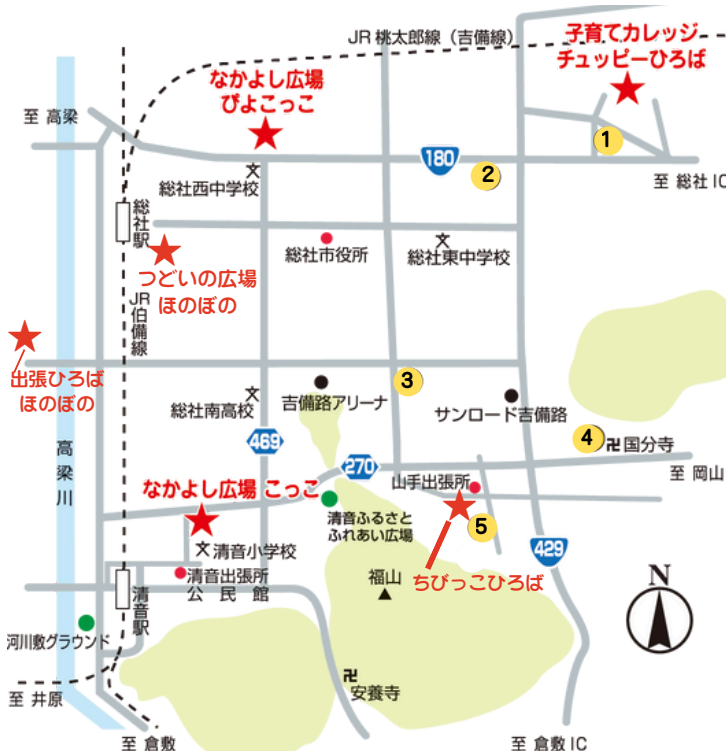 JR桃太郎線（吉備線）
子育てカレッジ
チュッピーひろば
なかよし広場
ぴよこっこ
至 高梁
1
180
2
総社西中学校
至 総社IC
総社駅
総社市役所
総社東中学校
つどいの広場
ほのぼの
JR伯備線
出張ひろば
ほのぼの
吉備路アリーナ
3
サンロード吉備路
総社南高校
469
4
国分寺
高梁川
270
至 岡山
なかよし広場 こっこ
山手出張所
清音ふるさと
ふれあい広場
5
清音小学校
429
清音出張所
公民館
福山
ちびっこひろば
N
清音駅
河川敷グラウンド
安養寺
至 井原
至 倉敷
至 倉敷IC